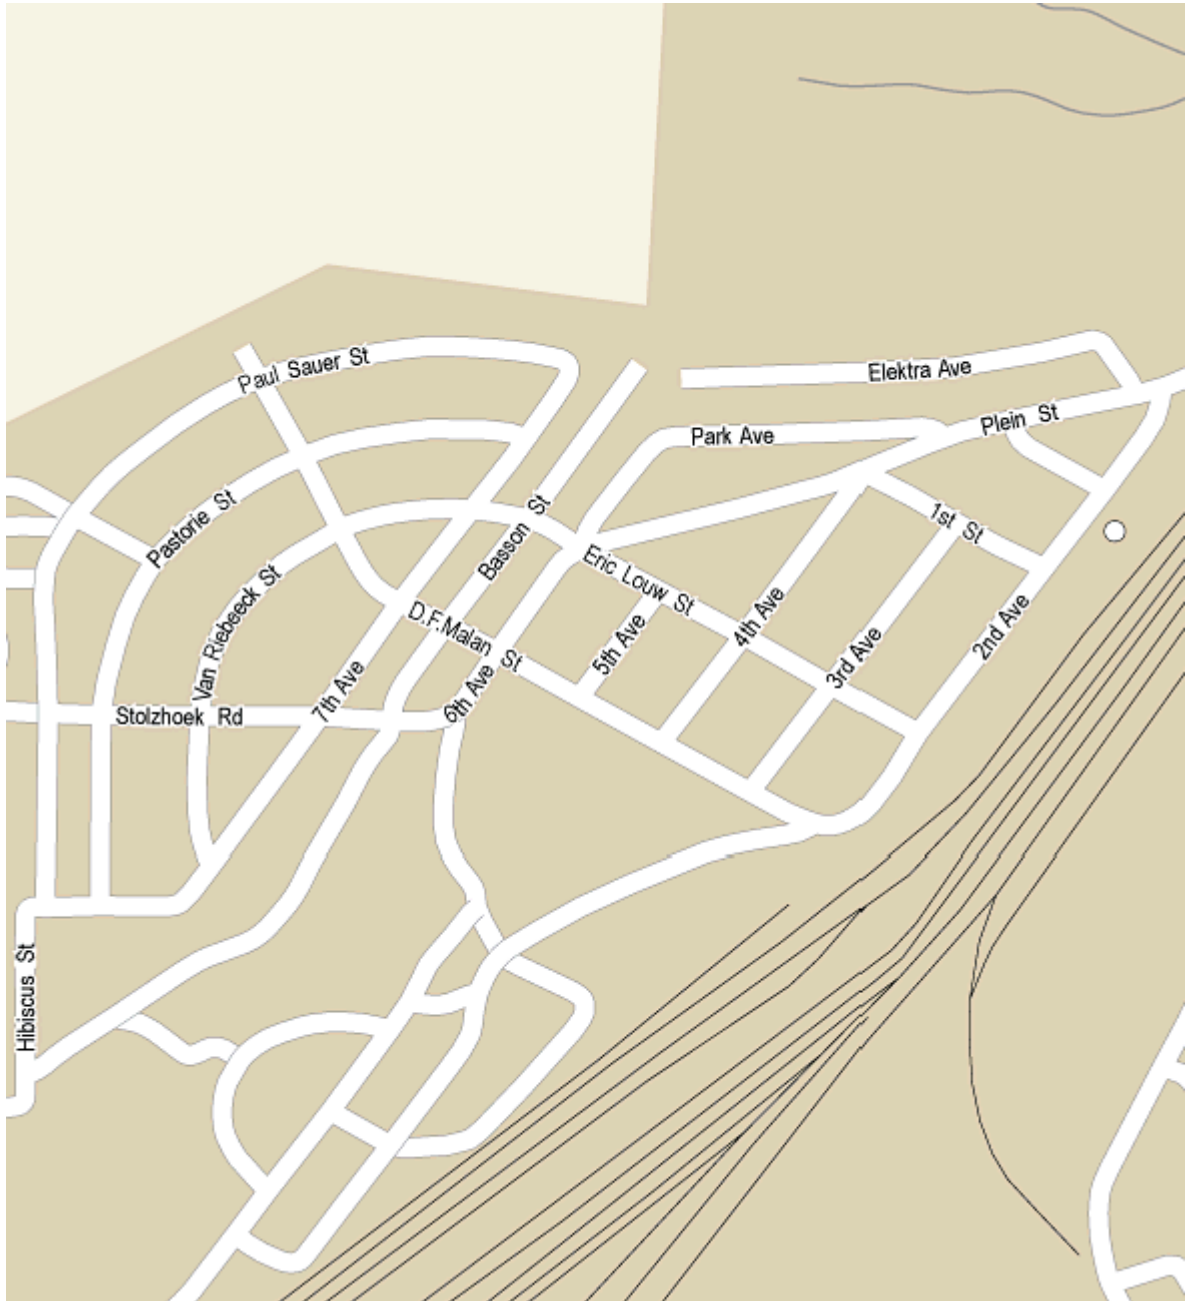 Paul Sauer St
Elektra Ave
Plein St
Park Ave
Pastorie St
Basson St
1st St
Van Riebeeck St
Eric Louw St
D.F.Malan St
4th Ave
5th Ave
3rd Ave
2nd Ave
7th Ave
6th Ave
Stolzhoek Rd
Hibiscus St